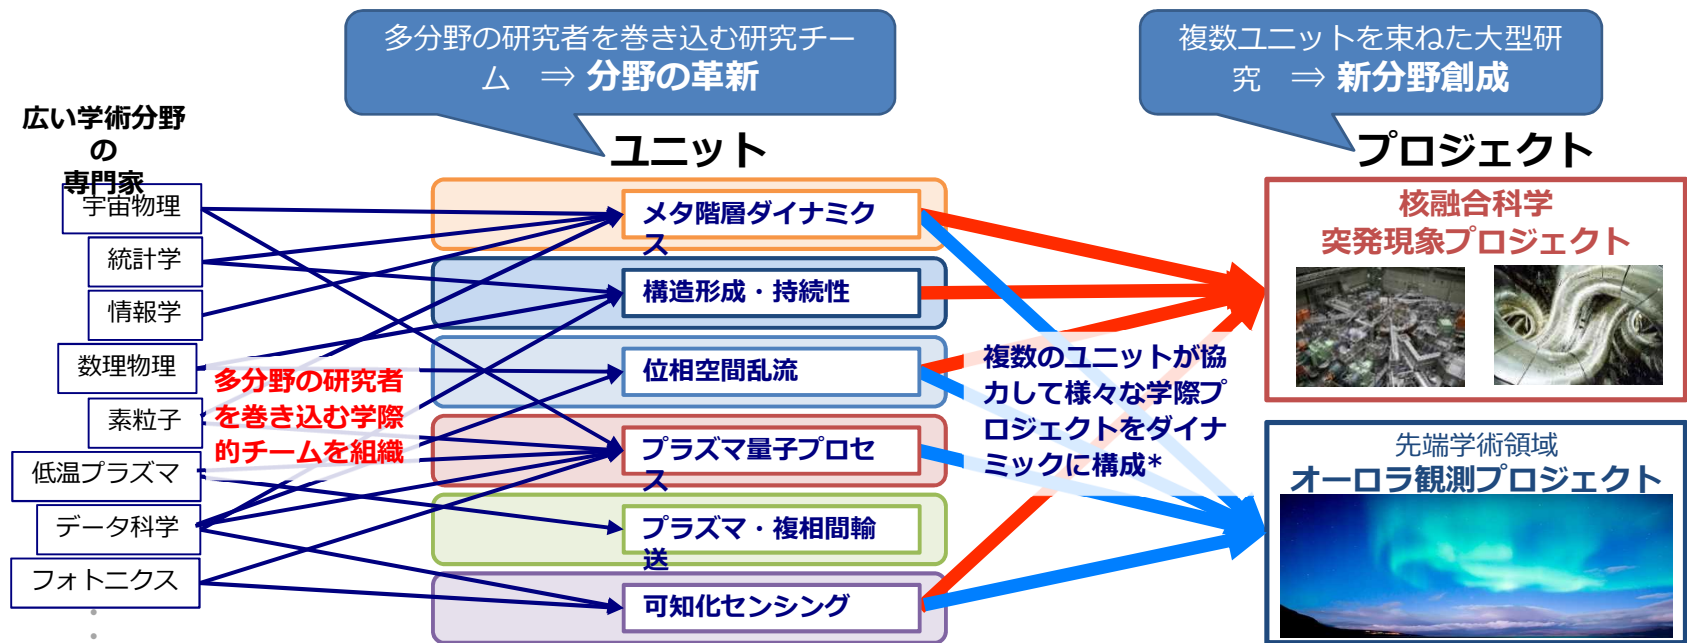 多分野の研究者を巻き込む研究チー
ム ⇒ 分野の革新
複数ユニットを束ねた大型研
究 ⇒ 新分野創成
広い学術分野
の
専門家
ユニット
プロジェクト
宇宙物理
統計学
情報学
数理物理
素粒子
低温プラズマ
データ科学
フォトニクス
多分野の研究者
を巻き込む学際
的チームを組織
メタ階層ダイナミク
ス
構造形成・持続性
位相空間乱流
プラズマ量子プロセ
ス
プラズマ・複相間輸
送
可知化センシング
複数のユニットが協
力して様々な学際プ
ロジェクトをダイナ
ミックに構成*
核融合科学
突発現象プロジェクト
先端学術領域
オーロラ観測プロジェクト